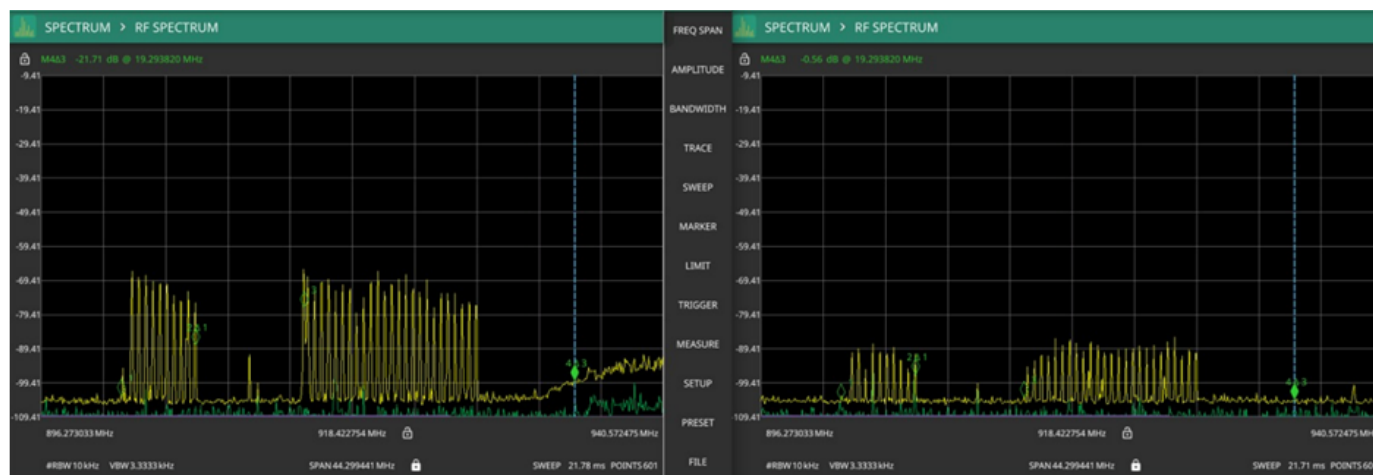 SPECTRUM > RF SPECTRUM
M4Δ3 -21.71 dB @ 19.293820 MHz
-9.41
-19.41
-29.41
-39.41
-49.41
-59.41
-69.41
-79.41
-89.41
-99.41
-109.41
896.273033 MHz
918.422754 MHz
940.572475 MHz
#RBW 10 kHz VBW 3.3333 kHz
SPAN 44.299441 MHz
SWEEP 21.78 ms POINTS 601
FREQ SPAN
AMPLITUDE
BANDWIDTH
TRACE
SWEEP
MARKER
LIMIT
TRIGGER
MEASURE
SETUP
PRESET
FILE
SPECTRUM > RF SPECTRUM
M4Δ3 -0.56 dB @ 19.293820 MHz
-9.41
-19.41
-29.41
-39.41
-49.41
-59.41
-69.41
-79.41
-89.41
-99.41
-109.41
896.273033 MHz
918.422754 MHz
940.572475 MH
#RBW 10 kHz VBW 3.3333 kHz
SPAN 44.299441 MHz
SWEEP 21.71 ms POINTS 60